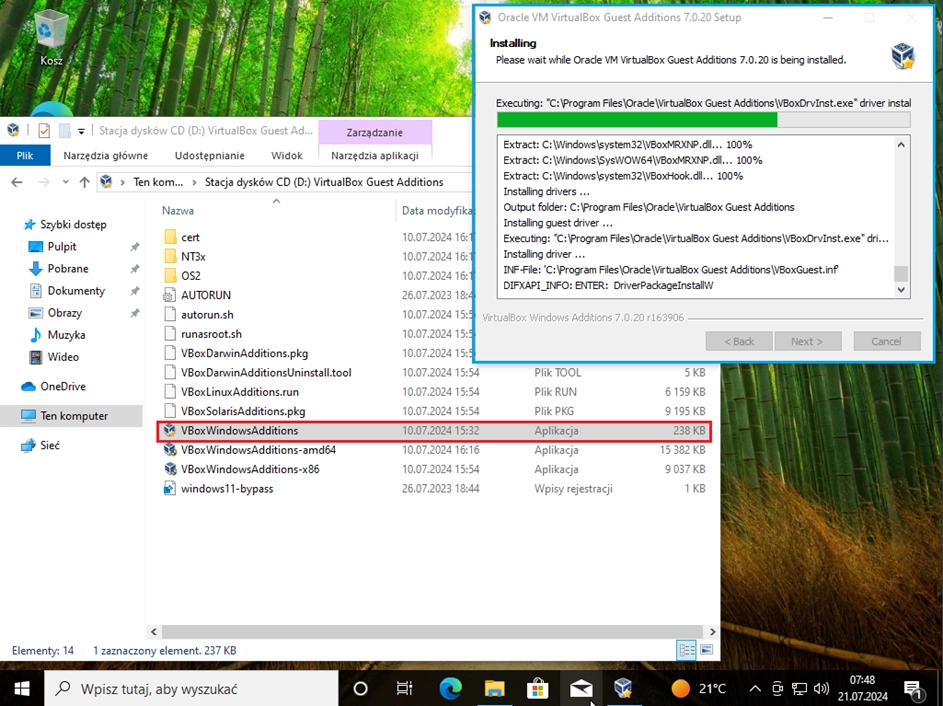 Kosz
Oracle VM VirtualBox Guest Additions 7.0.20 Setup
Installing
Please wait while Oracle VM VirtualBox Guest Additions 7.0.20 is being installed.
Executing: "C:\Program Files\Oracle\VirtualBox Guest Additions\VBoxDrvInst.exe" driver instal
Extract: C:\Windows\system32\VBoxMRXNP.dll... 100%
Extract: C:\Windows\SysWOW64\VBoxMRXNP.dll... 100%
Extract: C:\Windows\system32\VBoxHook.dll... 100%
Installing drivers ...
Output folder: C:\Program Files\Oracle\VirtualBox Guest Additions
Installing guest driver ...
Executing: "C:\Program Files\Oracle\VirtualBox Guest Additions\VBoxDrvInst.exe" dri...
Installing driver ...
INF-File: 'C:\Program Files\Oracle\VirtualBox Guest Additions\VBoxGuest.inf'
DIFXAPI_INFO: ENTER: DriverPackageInstallW
VirtualBox Windows Additions 7.0.20 r163906
< Back Next > Cancel
Stacja dysków CD (D:) VirtualBox Guest Ad... Zarządzanie
Plik Narzędzia główne Udostępnianie Widok Narzędzia aplikacji
Ten kom... Stacja dysków CD (D:) VirtualBox Guest Additions
Szybki dostęp
Pulpit
Pobrane
Dokumenty
Obrazy
Muzyka
Wideo
OneDrive
Ten komputer
Sieć
Nazwa Data modyfika
cert 10.07.2024 16:1
NT3x 10.07.2024 16:1
OS2 10.07.2024 16:1
AUTORUN 26.07.2023 18:4
autorun.sh 10.07.2024 15:5
runasroot.sh 10.07.2024 15:5
VBoxDarwinAdditions.pkg 10.07.2024 15:5
VBoxDarwinAdditionsUninstall.tool 10.07.2024 15:54 Plik TOOL 5 KB
VBoxLinuxAdditions.run 10.07.2024 15:54 Plik RUN 6 159 KB
VBoxSolarisAdditions.pkg 10.07.2024 15:54 Plik PKG 9 195 KB
VBoxWindowsAdditions 10.07.2024 15:32 Aplikacja 238 KB
VBoxWindowsAdditions-amd64 10.07.2024 16:16 Aplikacja 15 382 KB
VBoxWindowsAdditions-x86 10.07.2024 15:54 Aplikacja 9 037 KB
windows11-bypass 26.07.2023 18:44 Wpisy rejestracji 1 KB
Elementy: 14 1 zaznaczony element. 237 KB
Wpisz tutaj, aby wyszukać 21°C 07:48
21.07.2024
1